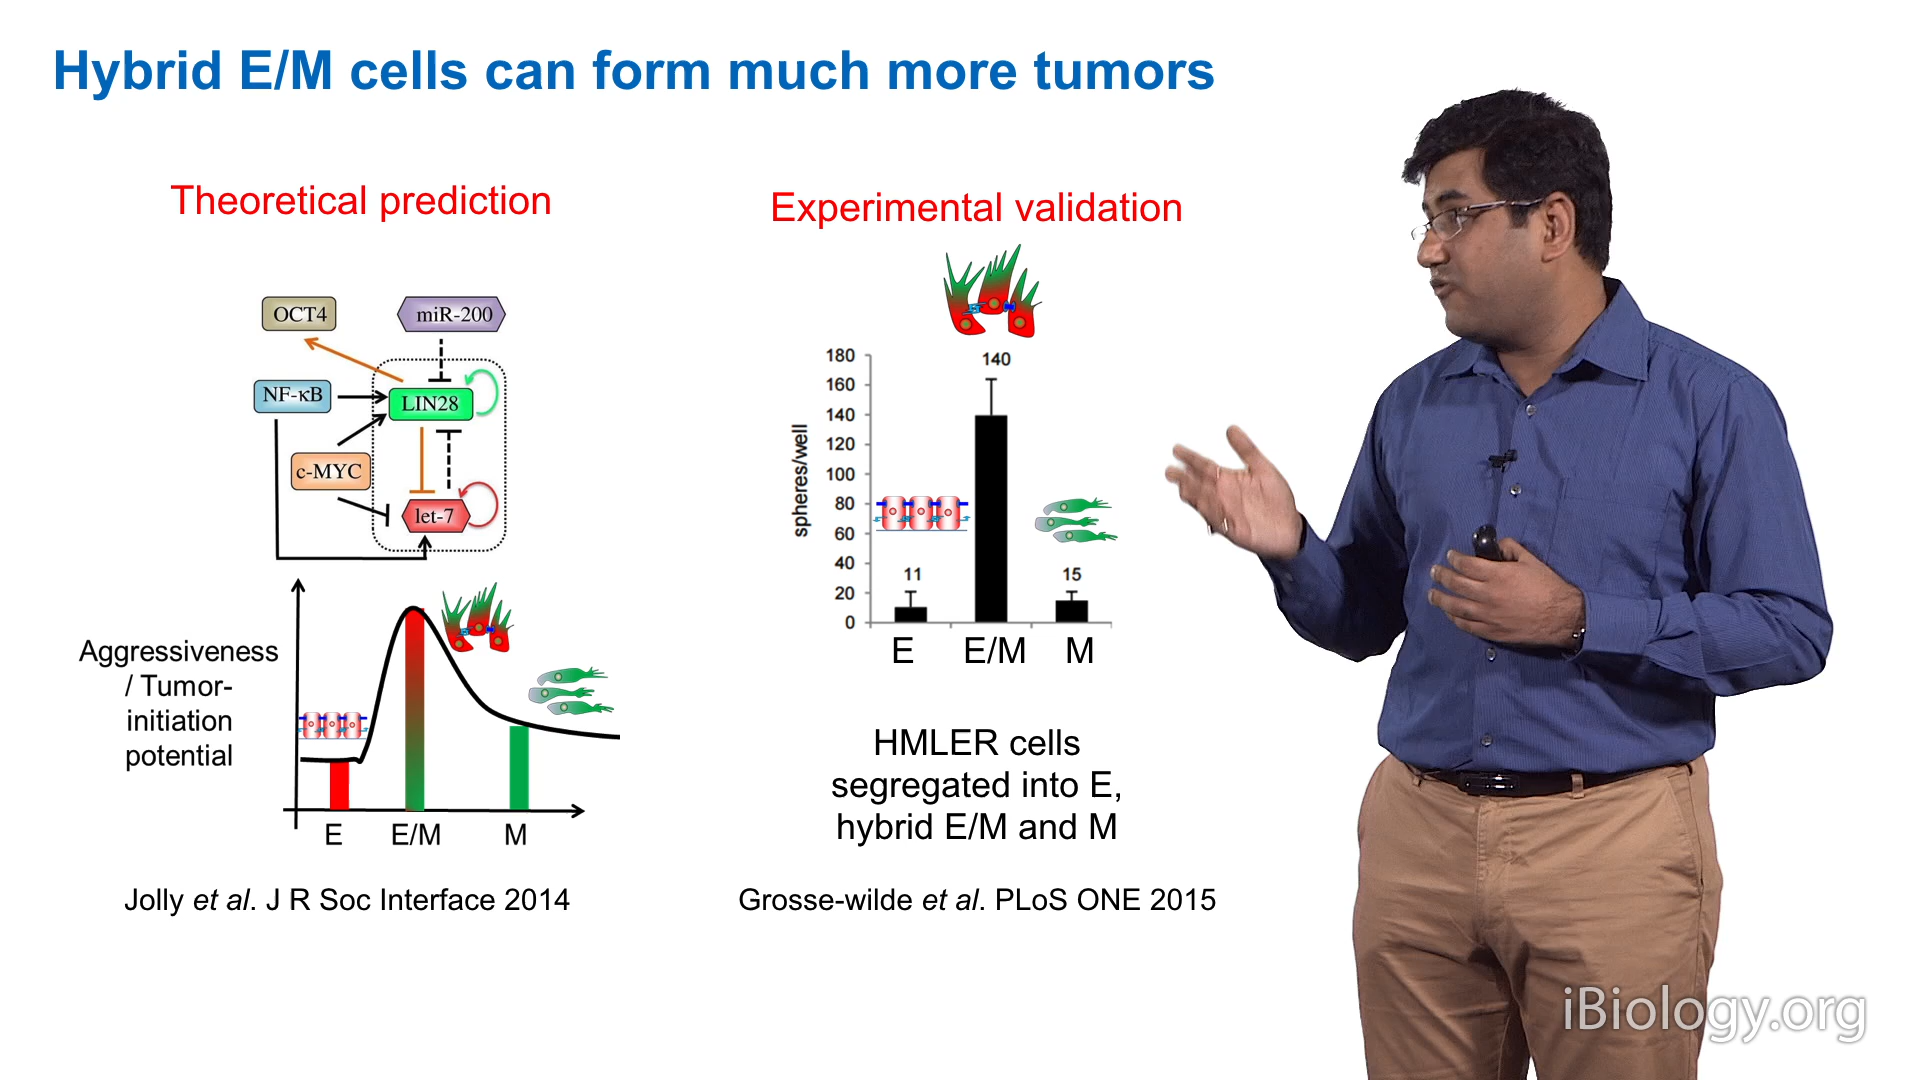 Hybrid E/M cells can form much more tumors
Theoretical prediction
OCT4
miR-200
NF-κB
LIN28
c-MYC
let-7
Aggressiveness
/ Tumor-
initiation
potential
E
E/M
M
Jolly et al. J R Soc Interface 2014
Experimental validation
180
160
140
120
100
80
60
40
20
0
spheres/well
11
140
15
E
E/M
M
HMLER cells
segregated into E,
hybrid E/M and M
Grosse-wilde et al. PLoS ONE 2015
iBiology.org